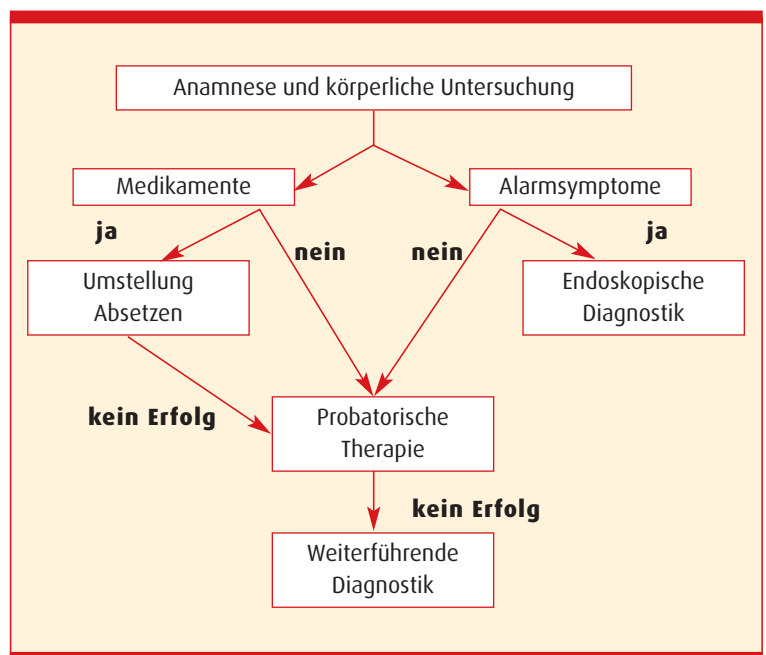 Anamnese und körperliche Untersuchung
Medikamente
Alarmsymptome
ja
nein
nein
ja
Umstellung
Absetzen
Endoskopische
Diagnostik
kein Erfolg
Probatorische
Therapie
kein Erfolg
Weiterführende
Diagnostik